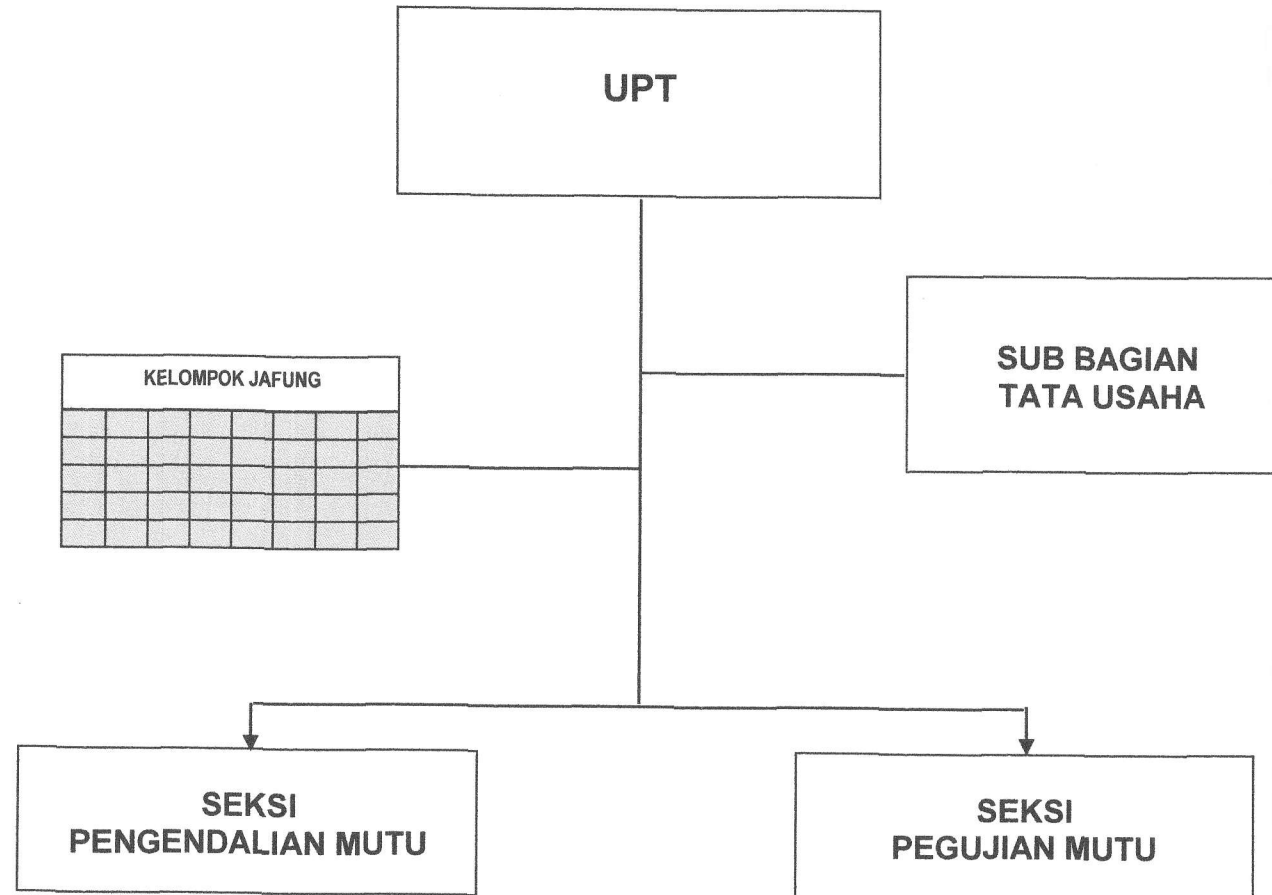 UPT
SUB BAGIAN
TATA USAHA
KELOMPOK JAFUNG
SEKSI
PENGENDALIAN MUTU
SEKSI
PEGUJIAN MUTU